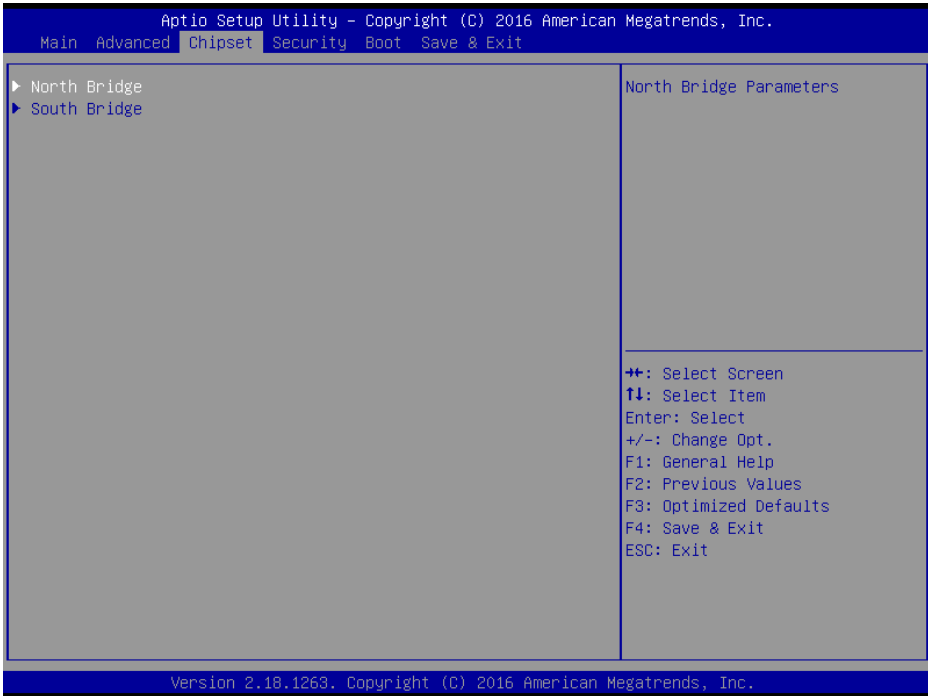 Aptio Setup Utility – Copyright (C) 2016 American Megatrends, Inc.
Main Advanced Chipset Security Boot Save & Exit
▶ North Bridge
▶ South Bridge
North Bridge Parameters
→←: Select Screen
↑↓: Select Item
Enter: Select
+/-: Change Opt.
F1: General Help
F2: Previous Values
F3: Optimized Defaults
F4: Save & Exit
ESC: Exit
Version 2.18.1263. Copyright (C) 2016 American Megatrends, Inc.